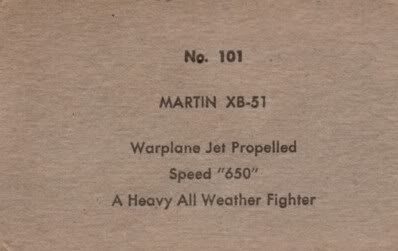 No. 101
MARTIN XB-51
Warplane Jet Propelled
Speed "650"
A Heavy All Weather Fighter